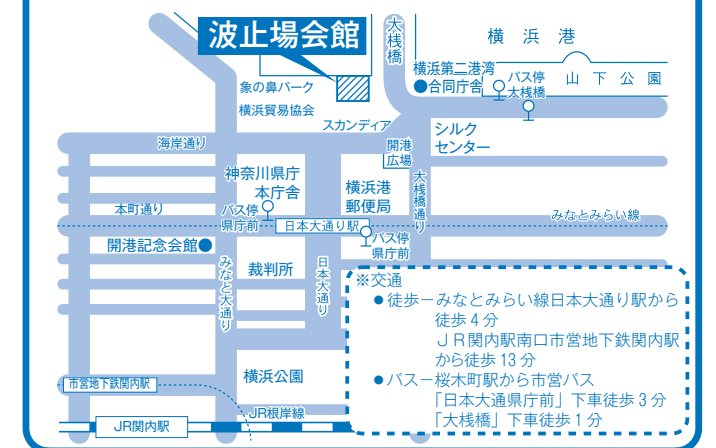 波止場会館
大桟橋
横浜港
横浜第二港湾
●合同庁舎
バス停
大桟橋
山下公園
象の鼻パーク
横浜貿易協会
スカンディア
シルク
センター
海岸通り
開港
広場
神奈川県庁
本庁舎
横浜港
郵便局
大桟橋通り
本町通り
バス停
県庁前
日本大通り駅
みなとみらい線
バス停
県庁前
開港記念会館●
みなと大通り
裁判所
日本大通り
※交通
●徒歩－みなとみらい線日本大通り駅から
徒歩4分
JR関内駅南口市営地下鉄関内駅
から徒歩13分
●バス－桜木町駅から市営バス
「日本大通県庁前」下車徒歩3分
「大桟橋」下車徒歩1分
横浜公園
市営地下鉄関内駅
JR根岸線
JR関内駅